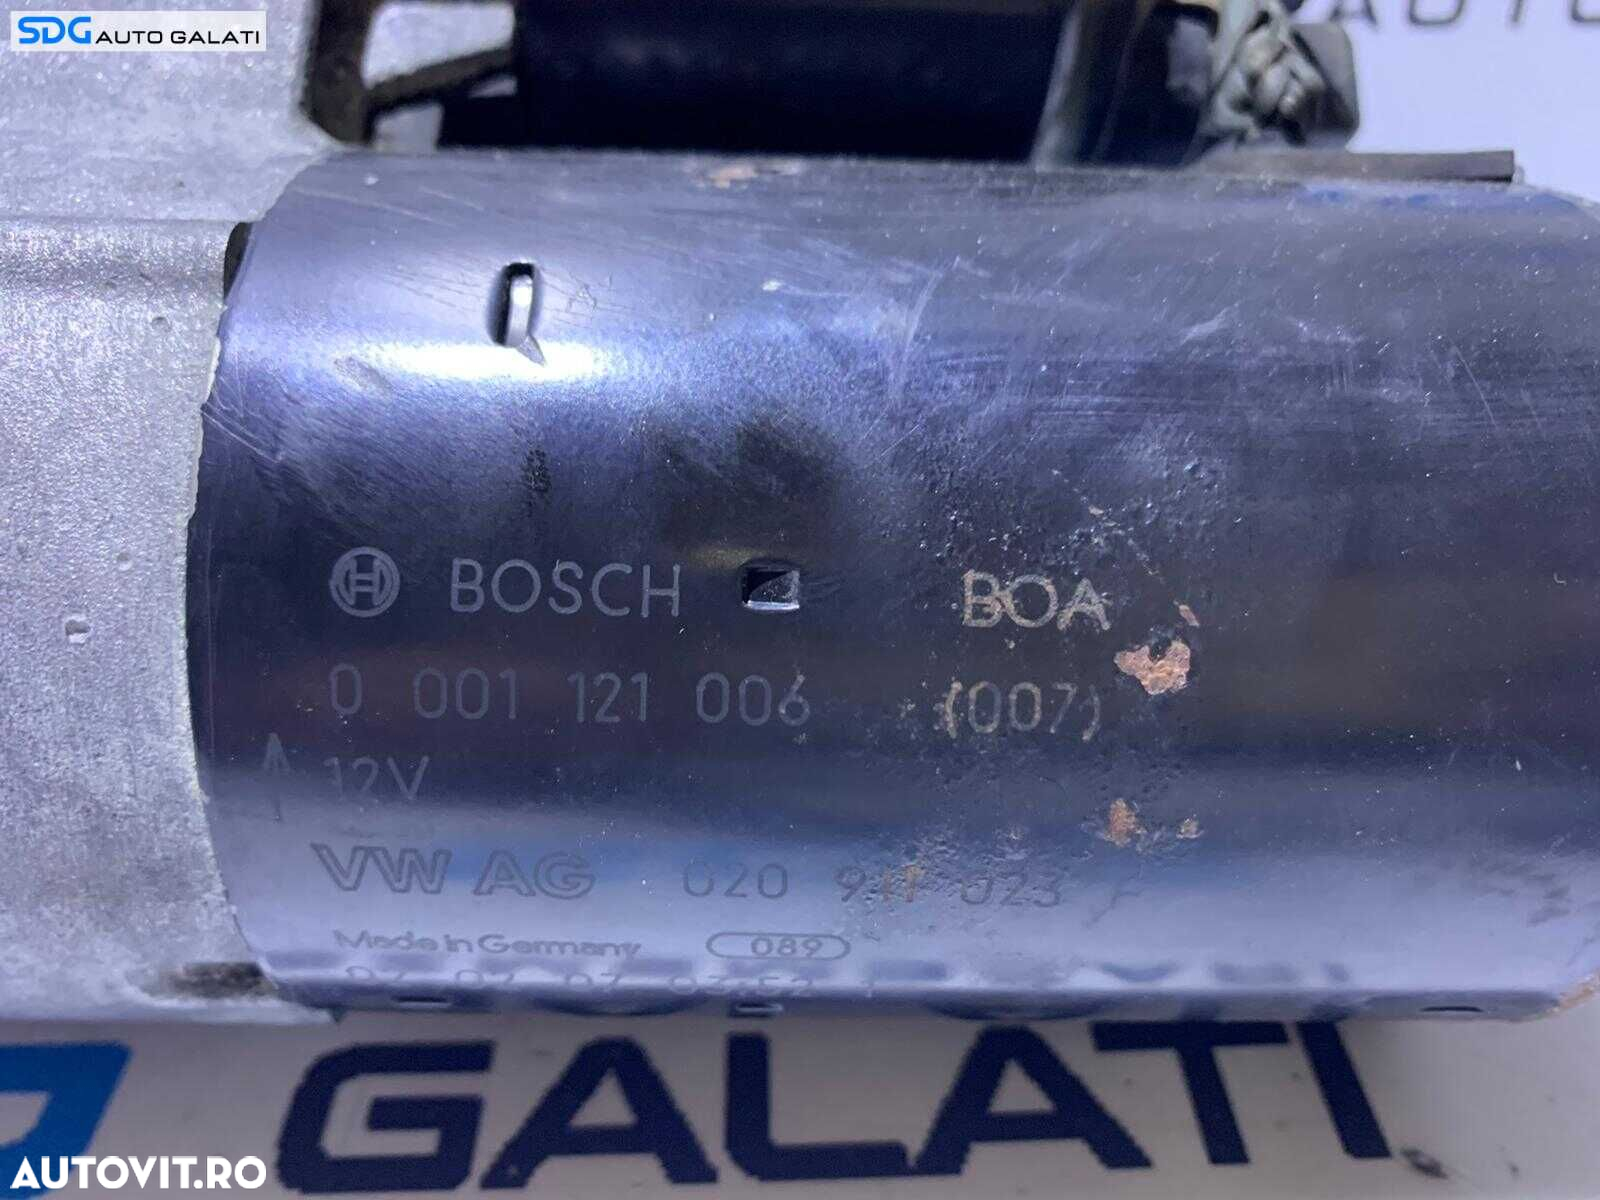 SDG AUTO GALATI
AUTO
BOSCH BOA
0 001 121 006 (007)
12V
VW AG 020 911 023
Made in Germany 089
GALATI
AUTOVIT.RO